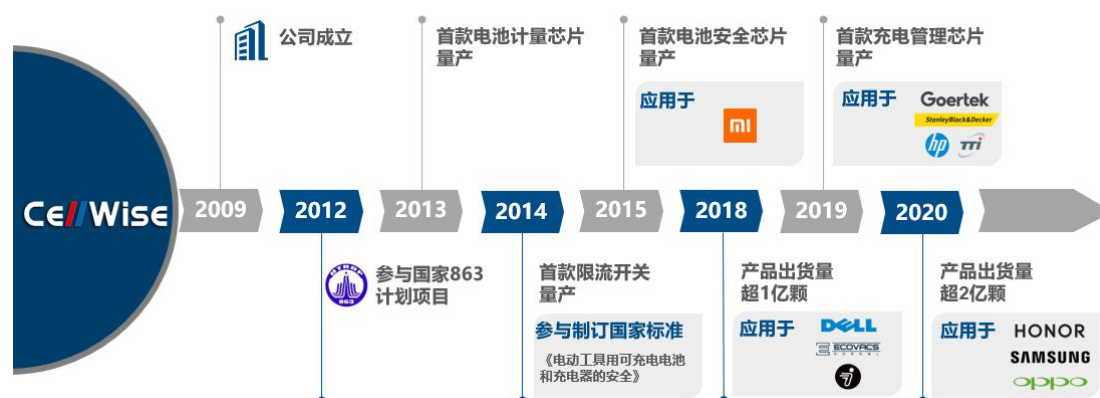 公司成立
首款电池计量芯片
量产
首款电池安全芯片
量产
应用于
mi
首款充电管理芯片
量产
应用于
Goertek
StanleyBlack&Decker
hp TTi
CellWise
2009
2012
2013
2014
2015
2018
2019
2020
863
参与国家863
计划项目
首款限流开关
量产
参与制订国家标准
《电动工具用可充电电池
和充电器的安全》
产品出货量
超1亿颗
应用于
DELL
ECOVACS
产品出货量
超2亿颗
应用于
HONOR
SAMSUNG
oppo